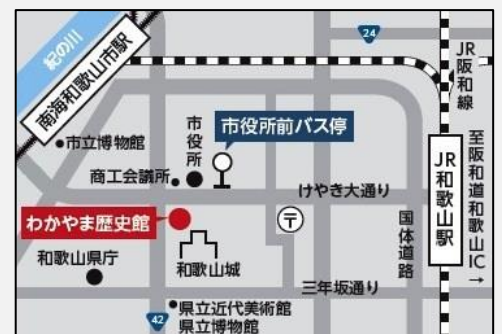 紀の川
南海和歌山市駅
24
JR阪和線
市立博物館
市役所
市役所前バス停
商工会議所
けやき大通り
JR和歌山駅
至阪和道和歌山IC→
わかやま歴史館
〒
国体道路
和歌山県庁
和歌山城
三年坂通り
42
県立近代美術館
県立博物館